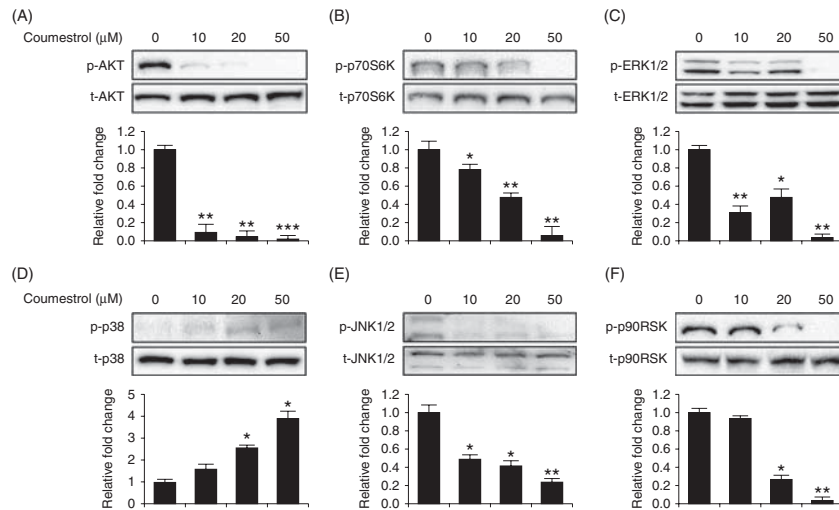 (A)
Coumestrol (μM) 0 10 20 50
p-AKT
t-AKT
Relative fold change
1.2
1.0
0.8
0.6
0.4
0.2
0.0
** ** ***
(B)
0 10 20 50
p-p70S6K
t-p70S6K
Relative fold change
1.2
1.0
0.8
0.6
0.4
0.2
0.0
* ** **
(C)
0 10 20 50
p-ERK1/2
t-ERK1/2
Relative fold change
1.2
1.0
0.8
0.6
0.4
0.2
0.0
** * **
(D)
Coumestrol (μM) 0 10 20 50
p-p38
t-p38
Relative fold change
5
4
3
2
1
0
* *
(E)
0 10 20 50
p-JNK1/2
t-JNK1/2
Relative fold change
1.2
1.0
0.8
0.6
0.4
0.2
0.0
* * **
(F)
0 10 20 50
p-p90RSK
t-p90RSK
Relative fold change
1.2
1.0
0.8
0.6
0.4
0.2
0.0
* **